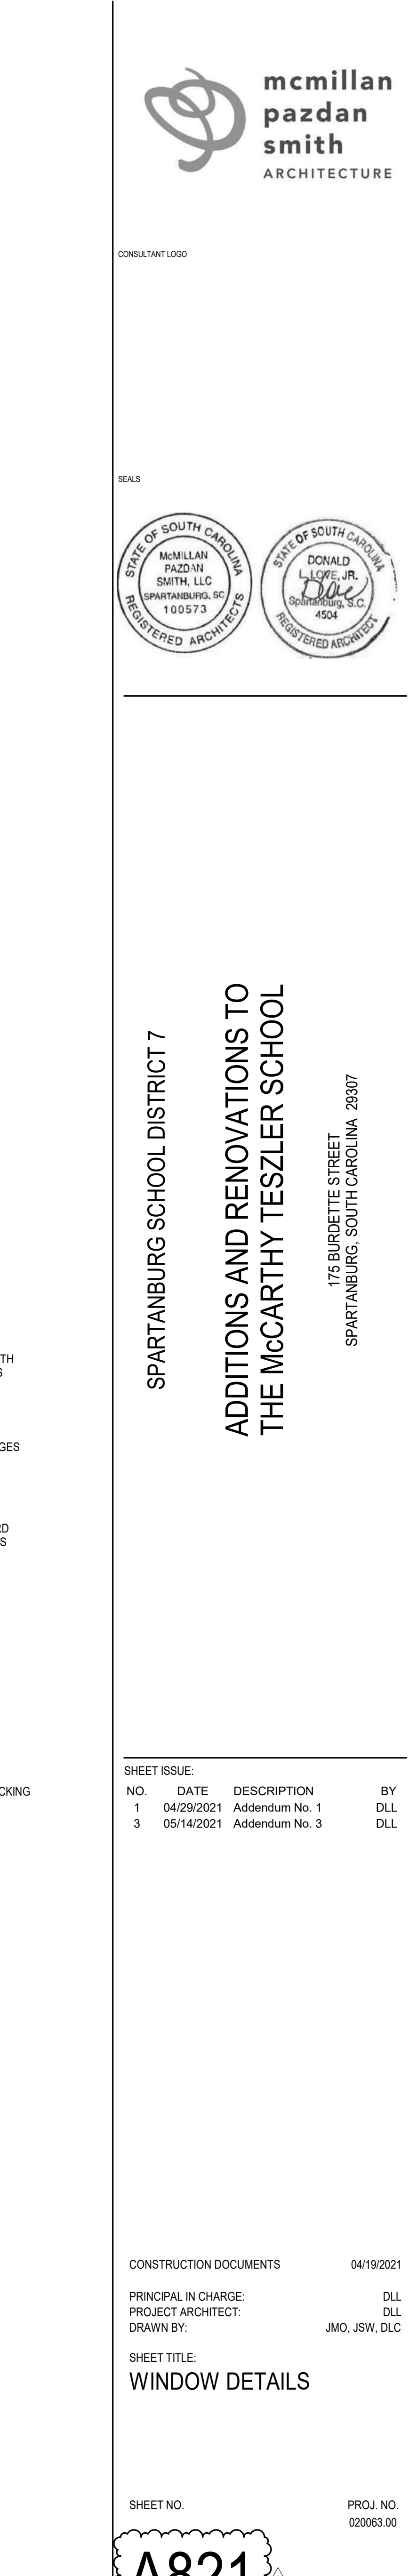 mcmillan
pazdan
smith
ARCHITECTURE
CONSULTANT LOGO
SEALS
STATE OF SOUTH CAROLINA
McMILLAN
PAZDAN
SMITH, LLC
SPARTANBURG, SC
100573
REGISTERED ARCHITECTS
STATE OF SOUTH CAROLINA
DONALD
L. LOVE, JR.
Spartanburg, S.C.
4504
REGISTERED ARCHITECT
SPARTANBURG SCHOOL DISTRICT 7
ADDITIONS AND RENOVATIONS TO
THE McCARTHY TESZLER SCHOOL
175 BURDETTE STREET
SPARTANBURG, SOUTH CAROLINA 29307
TH
S
GES
RD
S
CKING
SHEET ISSUE:
NO. DATE DESCRIPTION BY
1 04/29/2021 Addendum No. 1 DLL
3 05/14/2021 Addendum No. 3 DLL
CONSTRUCTION DOCUMENTS 04/19/2021
PRINCIPAL IN CHARGE: DLL
PROJECT ARCHITECT: DLL
DRAWN BY: JMO, JSW, DLC
SHEET TITLE:
WINDOW DETAILS
SHEET NO. PROJ. NO.
020063.00
A821